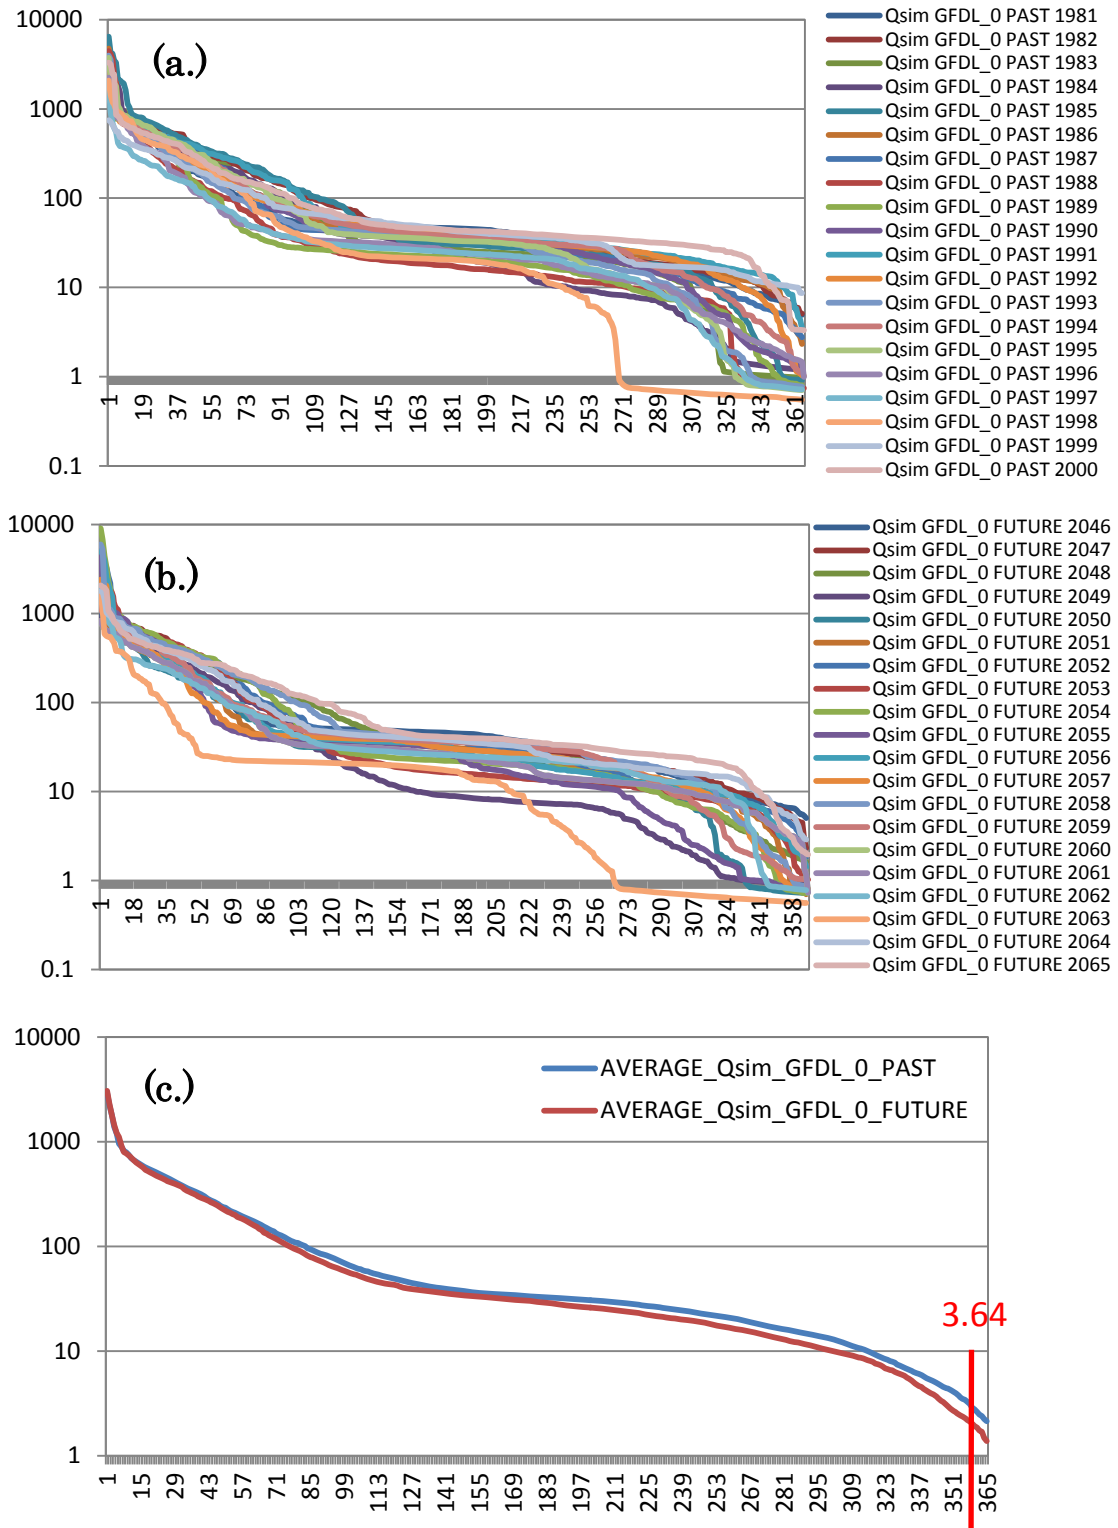 10000
1000
100
10
1
0.1
(a.)
1 19 37 55 73 91 109 127 145 163 181 199 217 235 253 271 289 307 325 343 361
Qsim GFDL_0 PAST 1981
Qsim GFDL_0 PAST 1982
Qsim GFDL_0 PAST 1983
Qsim GFDL_0 PAST 1984
Qsim GFDL_0 PAST 1985
Qsim GFDL_0 PAST 1986
Qsim GFDL_0 PAST 1987
Qsim GFDL_0 PAST 1988
Qsim GFDL_0 PAST 1989
Qsim GFDL_0 PAST 1990
Qsim GFDL_0 PAST 1991
Qsim GFDL_0 PAST 1992
Qsim GFDL_0 PAST 1993
Qsim GFDL_0 PAST 1994
Qsim GFDL_0 PAST 1995
Qsim GFDL_0 PAST 1996
Qsim GFDL_0 PAST 1997
Qsim GFDL_0 PAST 1998
Qsim GFDL_0 PAST 1999
Qsim GFDL_0 PAST 2000
10000
1000
100
10
1
0.1
(b.)
1 18 35 52 69 86 103 120 137 154 171 188 205 222 239 256 273 290 307 324 341 358
Qsim GFDL_0 FUTURE 2046
Qsim GFDL_0 FUTURE 2047
Qsim GFDL_0 FUTURE 2048
Qsim GFDL_0 FUTURE 2049
Qsim GFDL_0 FUTURE 2050
Qsim GFDL_0 FUTURE 2051
Qsim GFDL_0 FUTURE 2052
Qsim GFDL_0 FUTURE 2053
Qsim GFDL_0 FUTURE 2054
Qsim GFDL_0 FUTURE 2055
Qsim GFDL_0 FUTURE 2056
Qsim GFDL_0 FUTURE 2057
Qsim GFDL_0 FUTURE 2058
Qsim GFDL_0 FUTURE 2059
Qsim GFDL_0 FUTURE 2060
Qsim GFDL_0 FUTURE 2061
Qsim GFDL_0 FUTURE 2062
Qsim GFDL_0 FUTURE 2063
Qsim GFDL_0 FUTURE 2064
Qsim GFDL_0 FUTURE 2065
10000
1000
100
10
1
(c.)
AVERAGE_Qsim_GFDL_0_PAST
AVERAGE_Qsim_GFDL_0_FUTURE
3.64
1 15 29 43 57 71 85 99 113 127 141 155 169 183 197 211 225 239 253 267 281 295 309 323 337 351 365